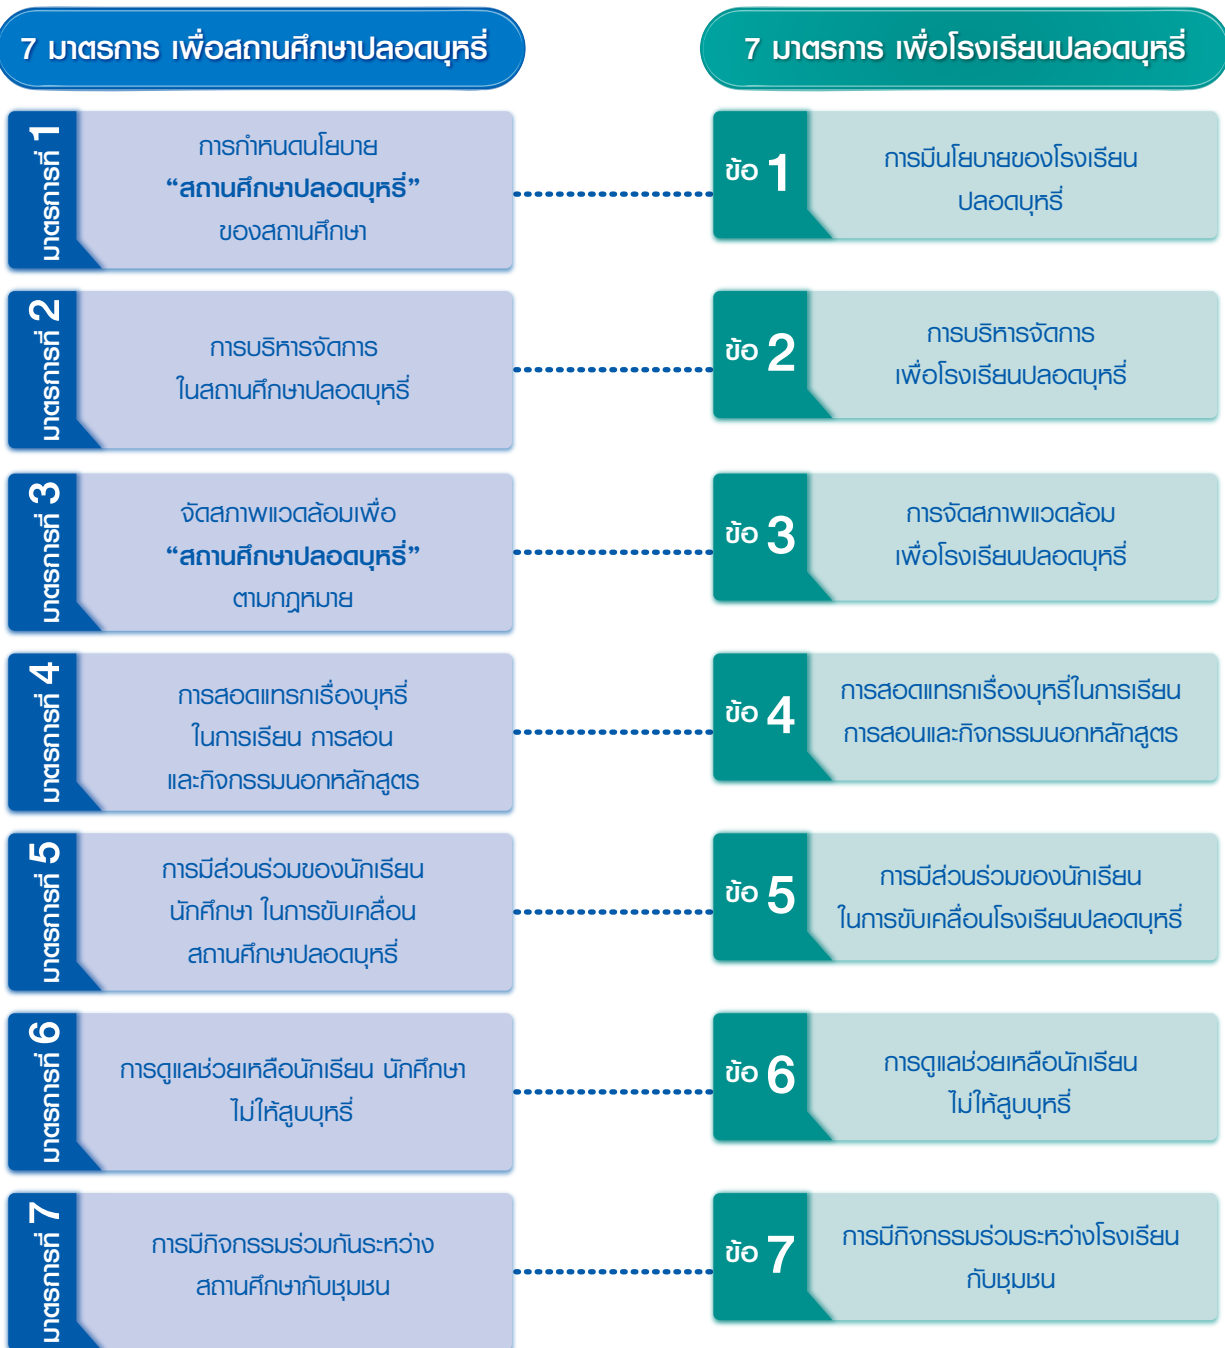 7 มาตรการ เพื่อสถานศึกษาปลอดบุหรี่
7 มาตรการ เพื่อโรงเรียนปลอดบุหรี่
มาตรการที่ 1
การกำหนดนโยบาย
“สถานศึกษาปลอดบุหรี่”
ของสถานศึกษา
ข้อ 1
การมีนโยบายของโรงเรียน
ปลอดบุหรี่
มาตรการที่ 2
การบริหารจัดการ
ในสถานศึกษาปลอดบุหรี่
ข้อ 2
การบริหารจัดการ
เพื่อโรงเรียนปลอดบุหรี่
มาตรการที่ 3
จัดสภาพแวดล้อมเพื่อ
“สถานศึกษาปลอดบุหรี่”
ตามกฎหมาย
ข้อ 3
การจัดสภาพแวดล้อม
เพื่อโรงเรียนปลอดบุหรี่
มาตรการที่ 4
การสอดแทรกเรื่องบุหรี่
ในการเรียน การสอน
และกิจกรรมนอกหลักสูตร
ข้อ 4
การสอดแทรกเรื่องบุหรี่ในการเรียน
การสอนและกิจกรรมนอกหลักสูตร
มาตรการที่ 5
การมีส่วนร่วมของนักเรียน
นักศึกษา ในการขับเคลื่อน
สถานศึกษาปลอดบุหรี่
ข้อ 5
การมีส่วนร่วมของนักเรียน
ในการขับเคลื่อนโรงเรียนปลอดบุหรี่
มาตรการที่ 6
การดูแลช่วยเหลือนักเรียน นักศึกษา
ไม่ให้สูบบุหรี่
ข้อ 6
การดูแลช่วยเหลือนักเรียน
ไม่ให้สูบบุหรี่
มาตรการที่ 7
การมีกิจกรรมร่วมกันระหว่าง
สถานศึกษากับชุมชน
ข้อ 7
การมีกิจกรรมร่วมระหว่างโรงเรียน
กับชุมชน